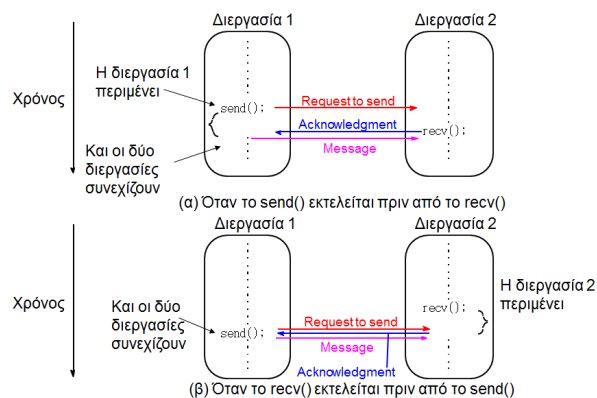 Διεργασία 1
Διεργασία 2
Η διεργασία 1
περιμένει
Χρόνος
send();
Request to send
Acknowledgment
recv();
Message
Και οι δύο
διεργασίες
συνεχίζουν
(α) Όταν το send() εκτελείται πριν από το recv()
Διεργασία 1
Διεργασία 2
Η διεργασία 2
περιμένει
Χρόνος
Και οι δύο
διεργασίες
συνεχίζουν
recv();
Request to send
send();
Message
Acknowledgment
(β) Όταν το recv() εκτελείται πριν από το send()